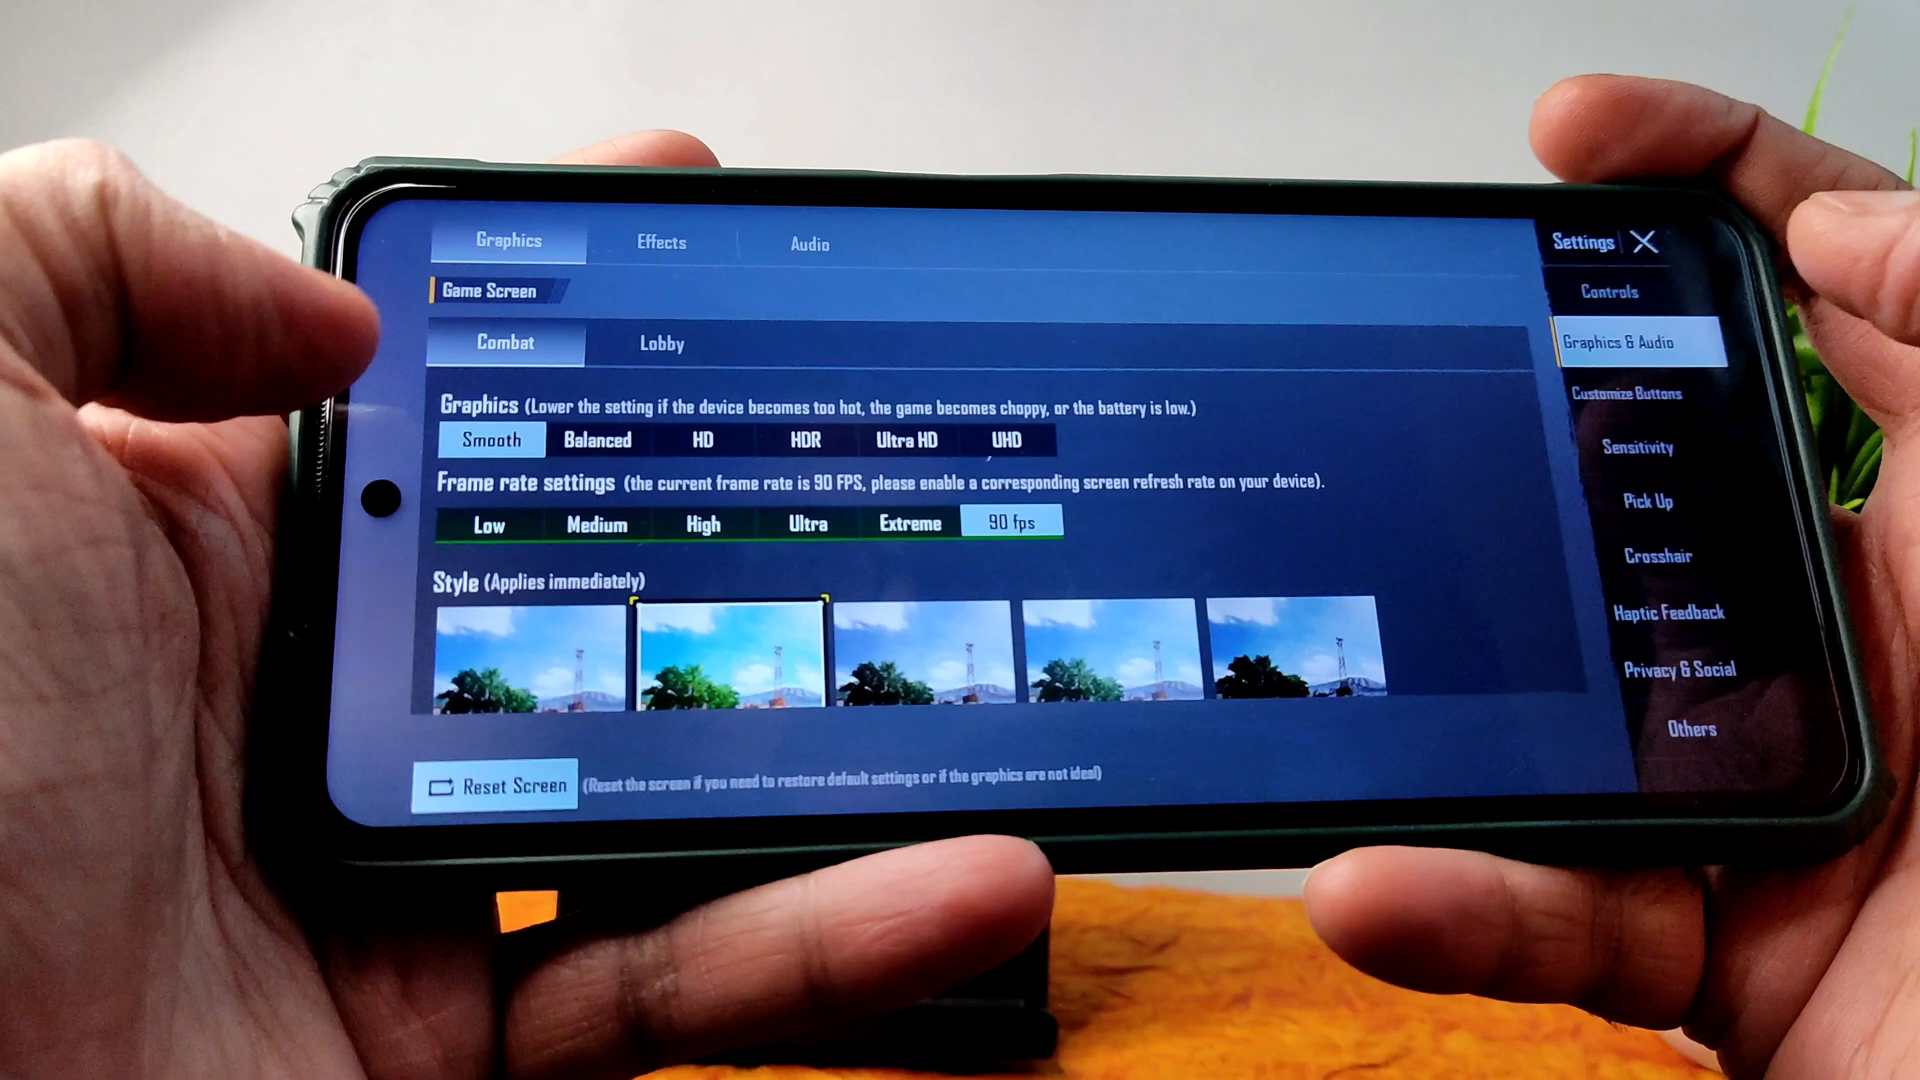 Graphics Effects Audio
Settings
Game Screen
Controls
Combat Lobby
Graphics & Audio
Customize Buttons
Graphics (Lower the setting if the device becomes too hot, the game becomes choppy, or the battery is low.)
Smooth Balanced HD HDR Ultra HD UHD
Sensitivity
Frame rate settings (the current frame rate is 90 FPS, please enable a corresponding screen refresh rate on your device).
Pick Up
Low Medium High Ultra Extreme 90 fps
Crosshair
Style (Applies immediately)
Haptic Feedback
Privacy & Social
Others
Reset Screen (Reset the screen if you need to restore default settings or if the graphics are not ideal)